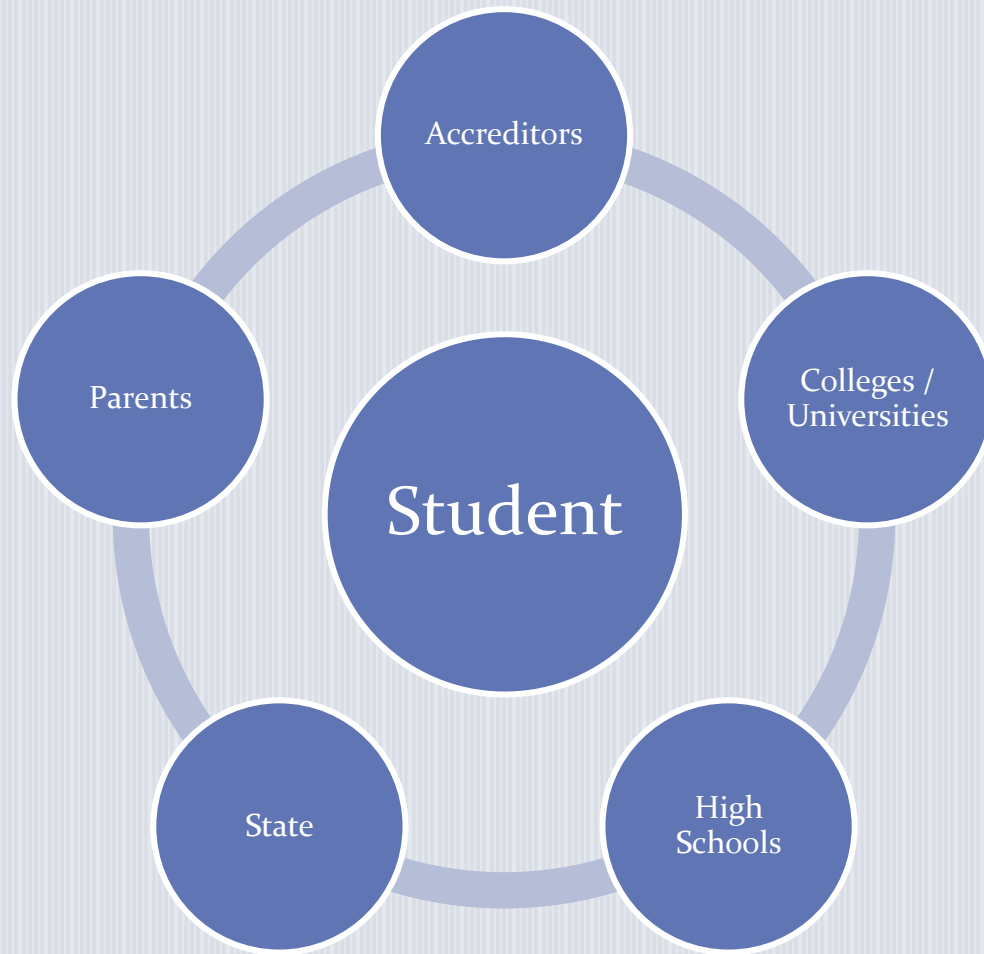 Accreditors
Parents
Colleges /
Universities
Student
State
High
Schools